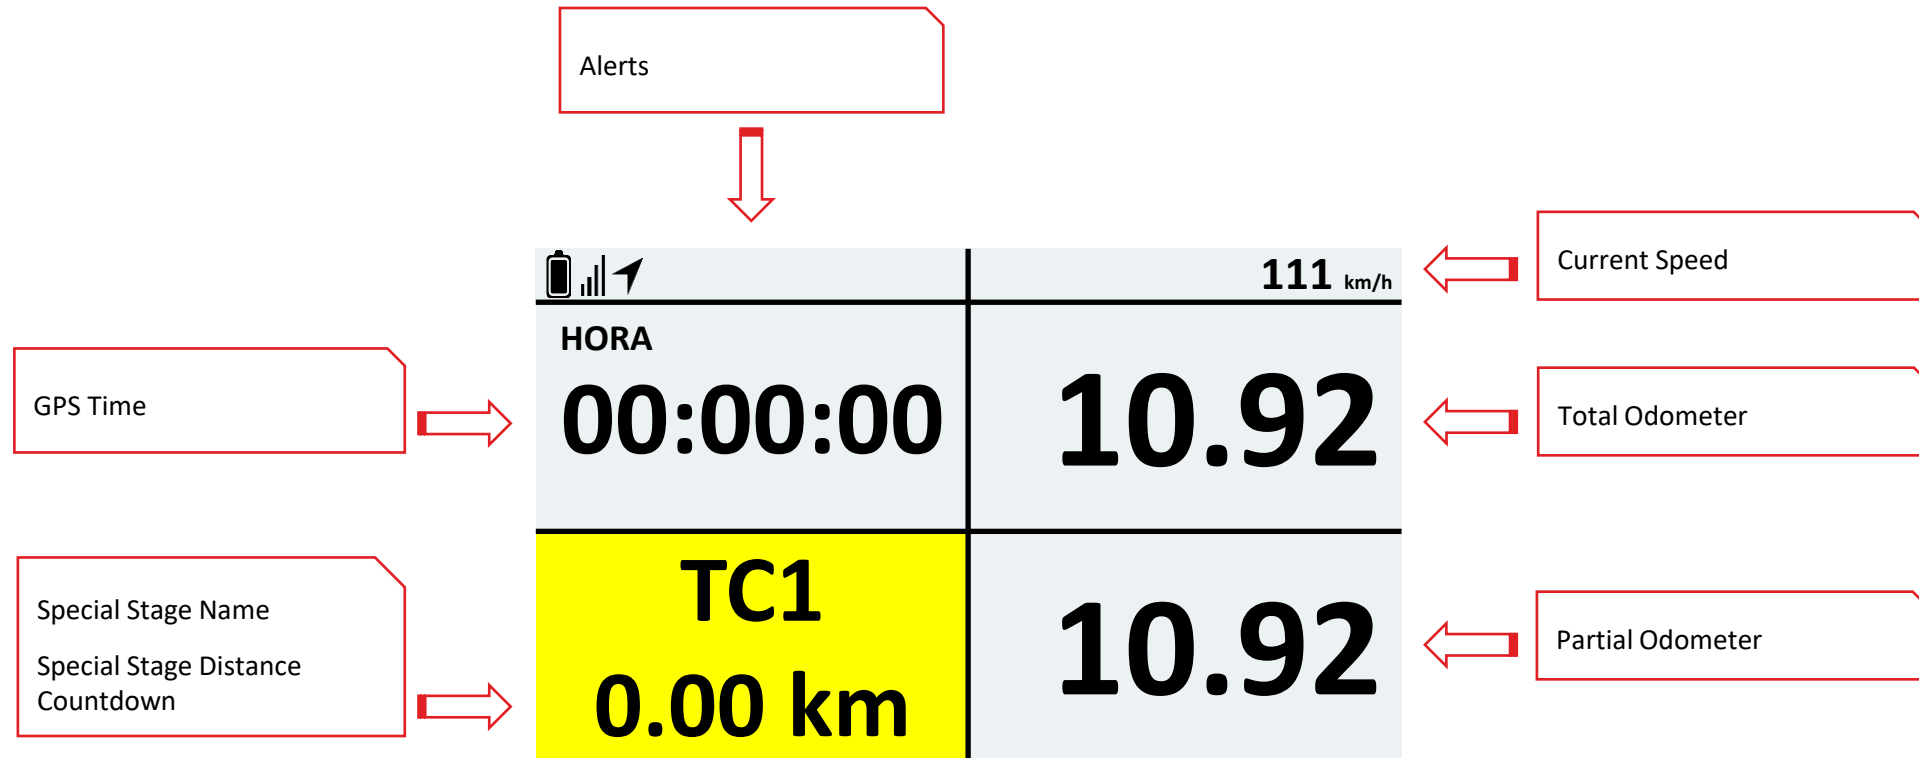 Alerts
111 km/h
Current Speed
HORA
GPS Time
00:00:00
10.92
Total Odometer
TC1
Special Stage Name
Special Stage Distance
Countdown
0.00 km
10.92
Partial Odometer